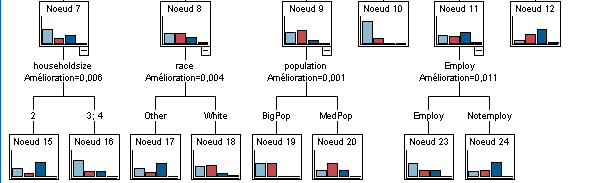 Noeud 7 Noeud 8 Noeud 9 Noeud 10 Noeud 11 Noeud 12
householdsize race population Employ
Amélioration=0,006 Amélioration=0,004 Amélioration=0,001 Amélioration=0,011
2 3; 4 Other White BigPop MedPop Employ Notemploy
Noeud 15 Noeud 16 Noeud 17 Noeud 18 Noeud 19 Noeud 20 Noeud 23 Noeud 24